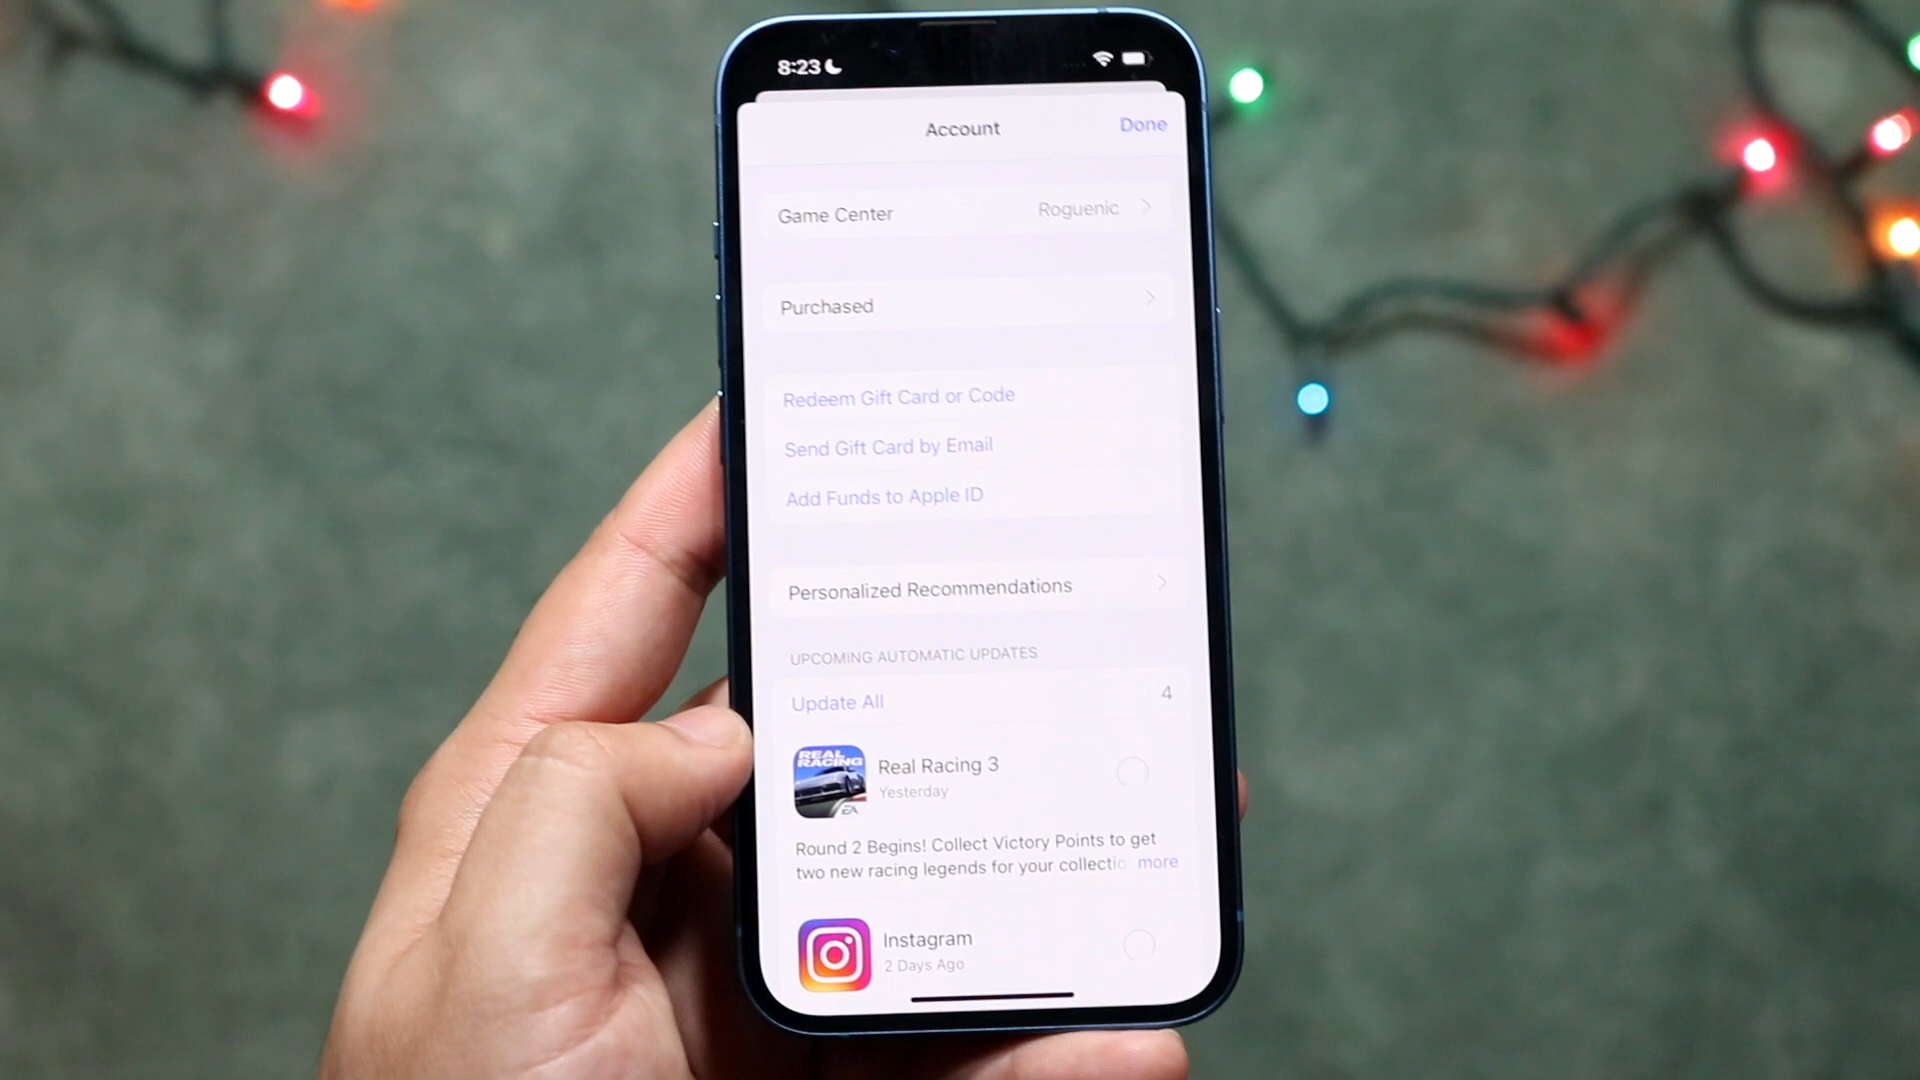 8:23
Account
Done
Game Center
Roguenic
Purchased
Redeem Gift Card or Code
Send Gift Card by Email
Add Funds to Apple ID
Personalized Recommendations
UPCOMING AUTOMATIC UPDATES
Update All
4
REAL
RACING
EA
Real Racing 3
Yesterday
Round 2 Begins! Collect Victory Points to get
two new racing legends for your collectio more
Instagram
2 Days Ago